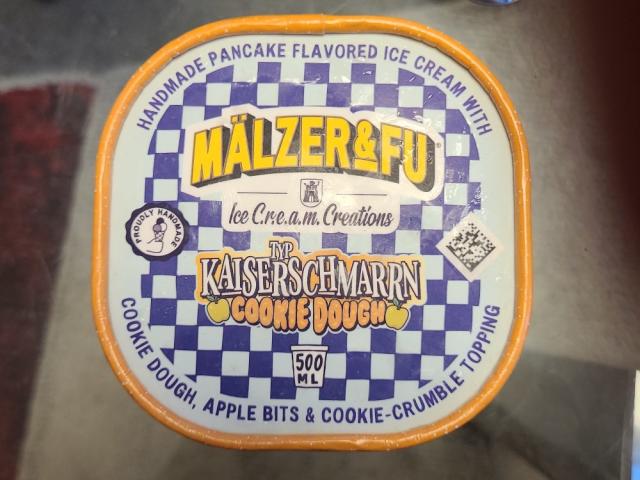 HANDMADE PANCAKE FLAVORED ICE CREAM WITH
MÄLZER&FU®
Ice C.r.e.a.m. Creations
PROUDLY HANDMADE
TYP
KAISERSCHMARRN
COOKIE DOUGH
500
ML
COOKIE DOUGH, APPLE BITS & COOKIE-CRUMBLE TOPPING